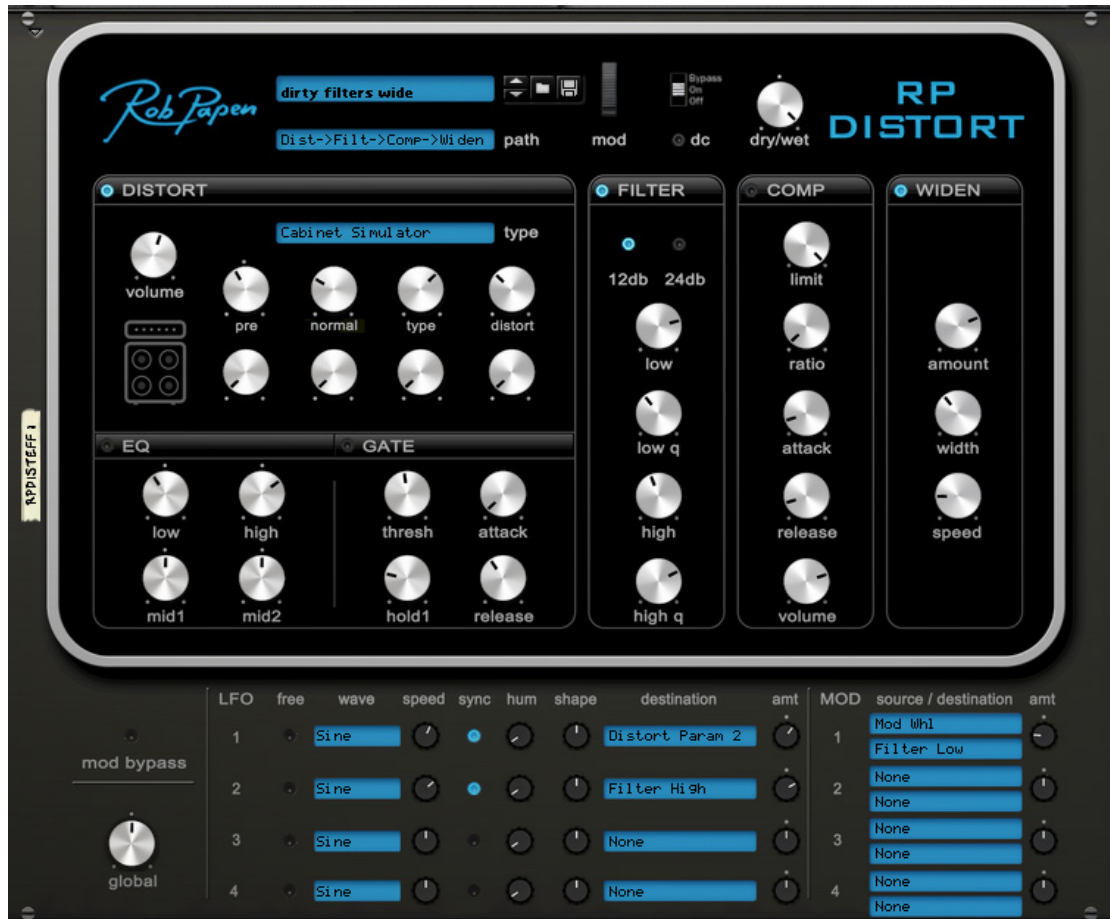 Rob Papen
dirty filters wide
Dist->Filt->Comp->Widen
path
mod
Bypass
On
Off
dc
dry/wet
RP
DISTORT
DISTORT
Cabinet Simulator
type
volume
pre
normal
type
distort
EQ
low
high
mid1
mid2
GATE
thresh
attack
hold1
release
FILTER
12db 24db
low
low q
high
high q
COMP
limit
ratio
attack
release
volume
WIDEN
amount
width
speed
RPDISTEFF 1
mod bypass
global
LFO free wave speed sync hum shape destination amt
1 Sine Distort Param 2
2 Sine Filter High
3 Sine None
4 Sine None
MOD source / destination amt
1 Mod Whl
Filter Low
2 None
None
3 None
None
4 None
None